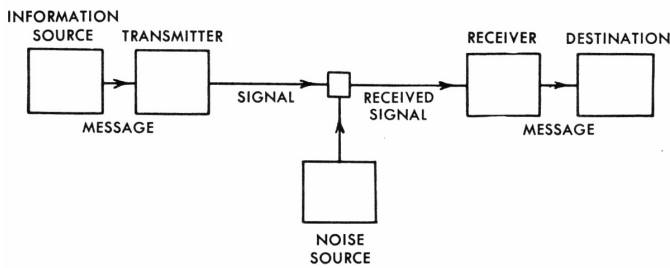 INFORMATION
SOURCE
TRANSMITTER
RECEIVER
DESTINATION
SIGNAL
RECEIVED
SIGNAL
MESSAGE
MESSAGE
NOISE
SOURCE